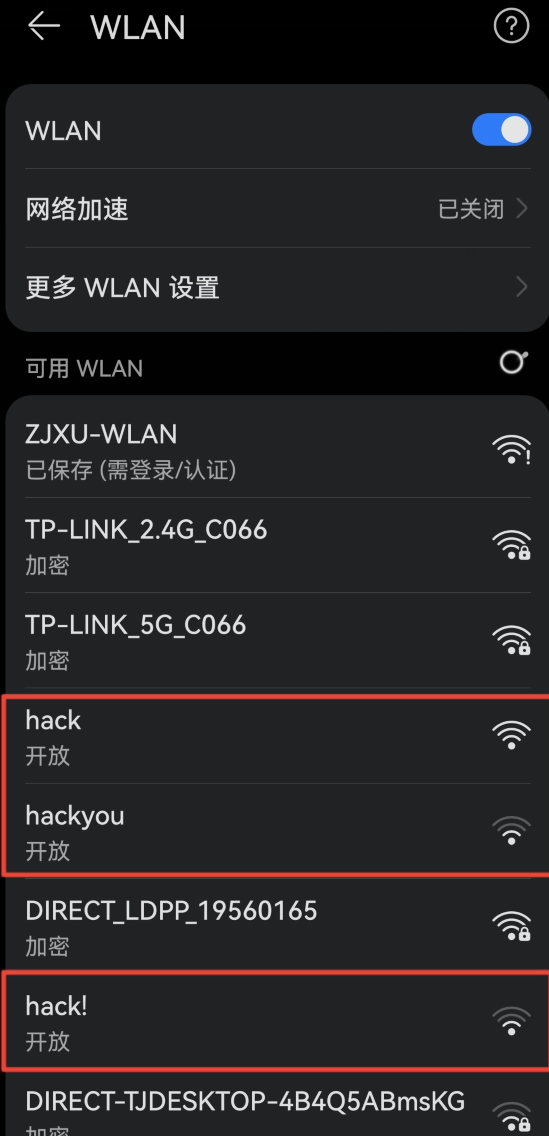 WLAN
?
WLAN
网络加速 已关闭
更多 WLAN 设置
可用 WLAN
ZJXU-WLAN
已保存 (需登录/认证)
TP-LINK_2.4G_C066
加密
TP-LINK_5G_C066
加密
hack
开放
hackyou
开放
DIRECT_LDPP_19560165
加密
hack!
开放
DIRECT-TJDESKTOP-4B4Q5ABmsKG
加密